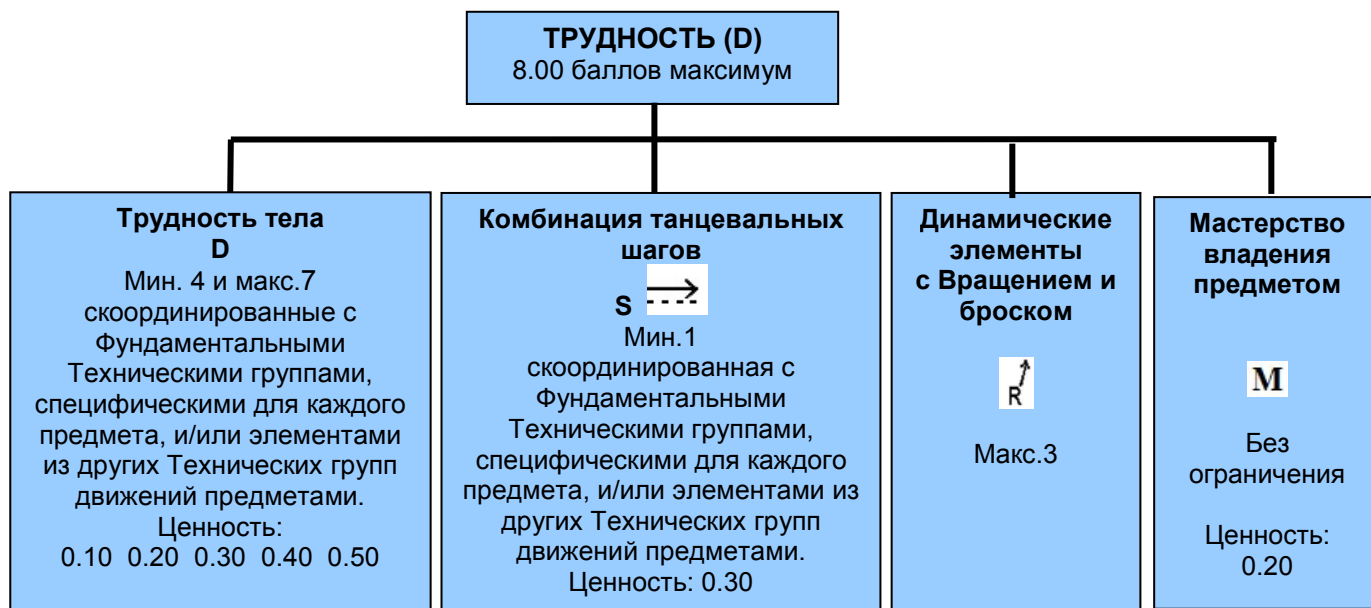 ТРУДНОСТЬ (D)
8.00 баллов максимум
Трудность тела
D
Мин. 4 и макс.7
скоординированные с
Фундаментальными
Техническими группами,
специфическими для каждого
предмета, и/или элементами
из других Технических групп
движений предметами.
Ценность:
0.10 0.20 0.30 0.40 0.50
Комбинация танцевальных
шагов
S
Мин.1
скоординированная с
Фундаментальными
Техническими группами,
специфическими для каждого
предмета, и/или элементами из
других Технических групп
движений предметами.
Ценность: 0.30
Динамические
элементы
с Вращением и
броском
R
Макс.3
Мастерство
владения
предметом
M
Без
ограничения
Ценность:
0.20